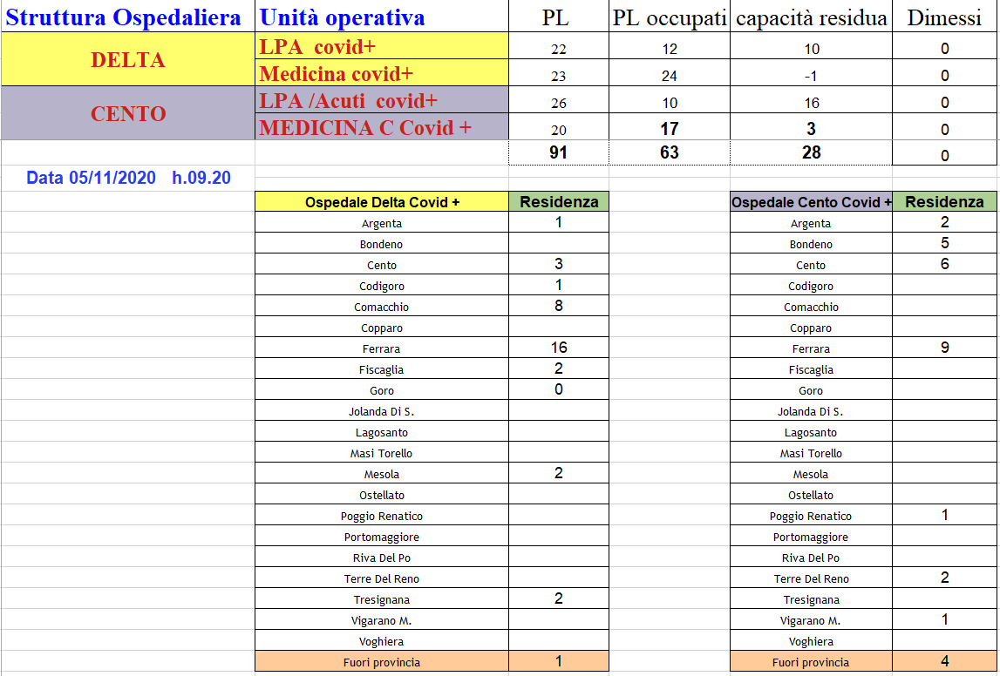 Struttura Ospedaliera Unità operativa PL PL occupati capacità residua Dimessi
DELTA
LPA covid+ 22 12 10 0
Medicina covid+ 23 24 -1 0
CENTO
LPA /Acuti covid+ 26 10 16 0
MEDICINA C Covid + 20 17 3 0
91 63 28 0
Data 05/11/2020 h.09.20
Ospedale Delta Covid + Residenza Ospedale Cento Covid + Residenza
Argenta 1 Argenta 2
Bondeno Bondeno 5
Cento 3 Cento 6
Codigoro 1 Codigoro
Comacchio 8 Comacchio
Copparo Copparo
Ferrara 16 Ferrara 9
Fiscaglia 2 Fiscaglia
Goro 0 Goro
Jolanda Di S. Jolanda Di S.
Lagosanto Lagosanto
Masi Torello Masi Torello
Mesola 2 Mesola
Ostellato Ostellato
Poggio Renatico Poggio Renatico 1
Portomaggiore Portomaggiore
Riva Del Po Riva Del Po
Terre Del Reno Terre Del Reno 2
Tresignana 2 Tresignana
Vigarano M. Vigarano M. 1
Voghiera Voghiera
Fuori provincia 1 Fuori provincia 4